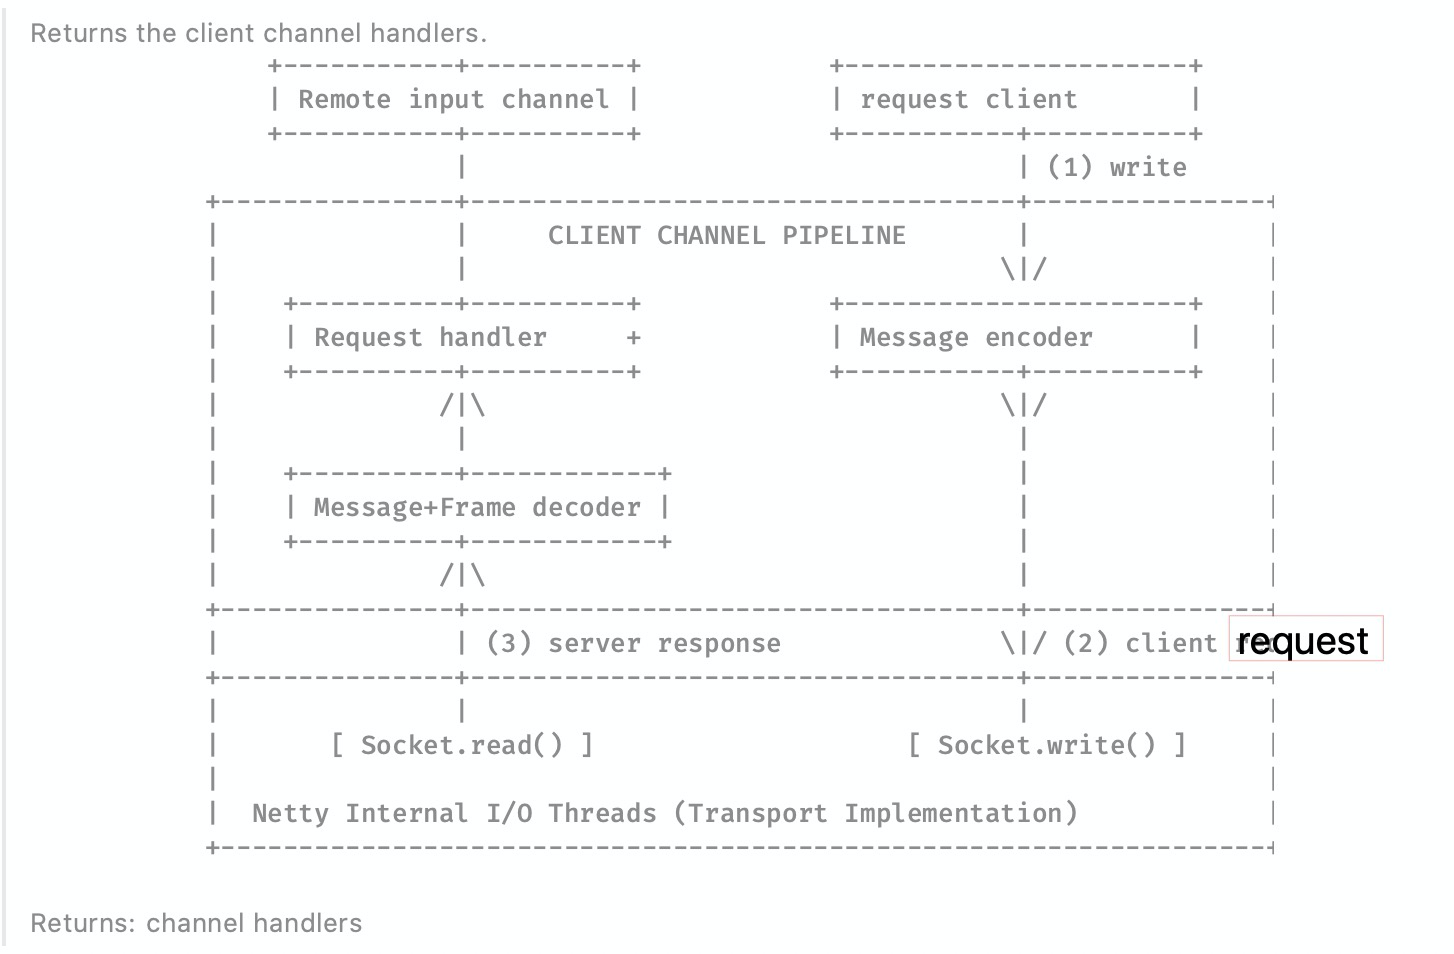 Returns the client channel handlers.
+-----------+----------+            +----------------------+
| Remote input channel |            | request client       |
+-----------+----------+            +-----------+----------+
|                                   | (1) write
+---------------+-----------------------------------+---------------+
|               |     CLIENT CHANNEL PIPELINE       |               |
|               |                                  \|/              |
|    +----------+----------+            +----------------------+    |
|    | Request handler     +            | Message encoder      |    |
|    +----------+----------+            +-----------+----------+    |
|              /|\                                 \|/              |
|               |                                   |               |
|    +----------+------------+                      |               |
|    | Message+Frame decoder |                      |               |
|    +----------+------------+                      |               |
|              /|\                                  |               |
+---------------+-----------------------------------+---------------+
|               | (3) server response              \|/ (2) client request
+---------------+-----------------------------------+---------------+
|               |                                   |               |
|       [ Socket.read() ]                    [ Socket.write() ]     |
|                                                                   |
|  Netty Internal I/O Threads (Transport Implementation)            |
+-------------------------------------------------------------------+
Returns: channel handlers